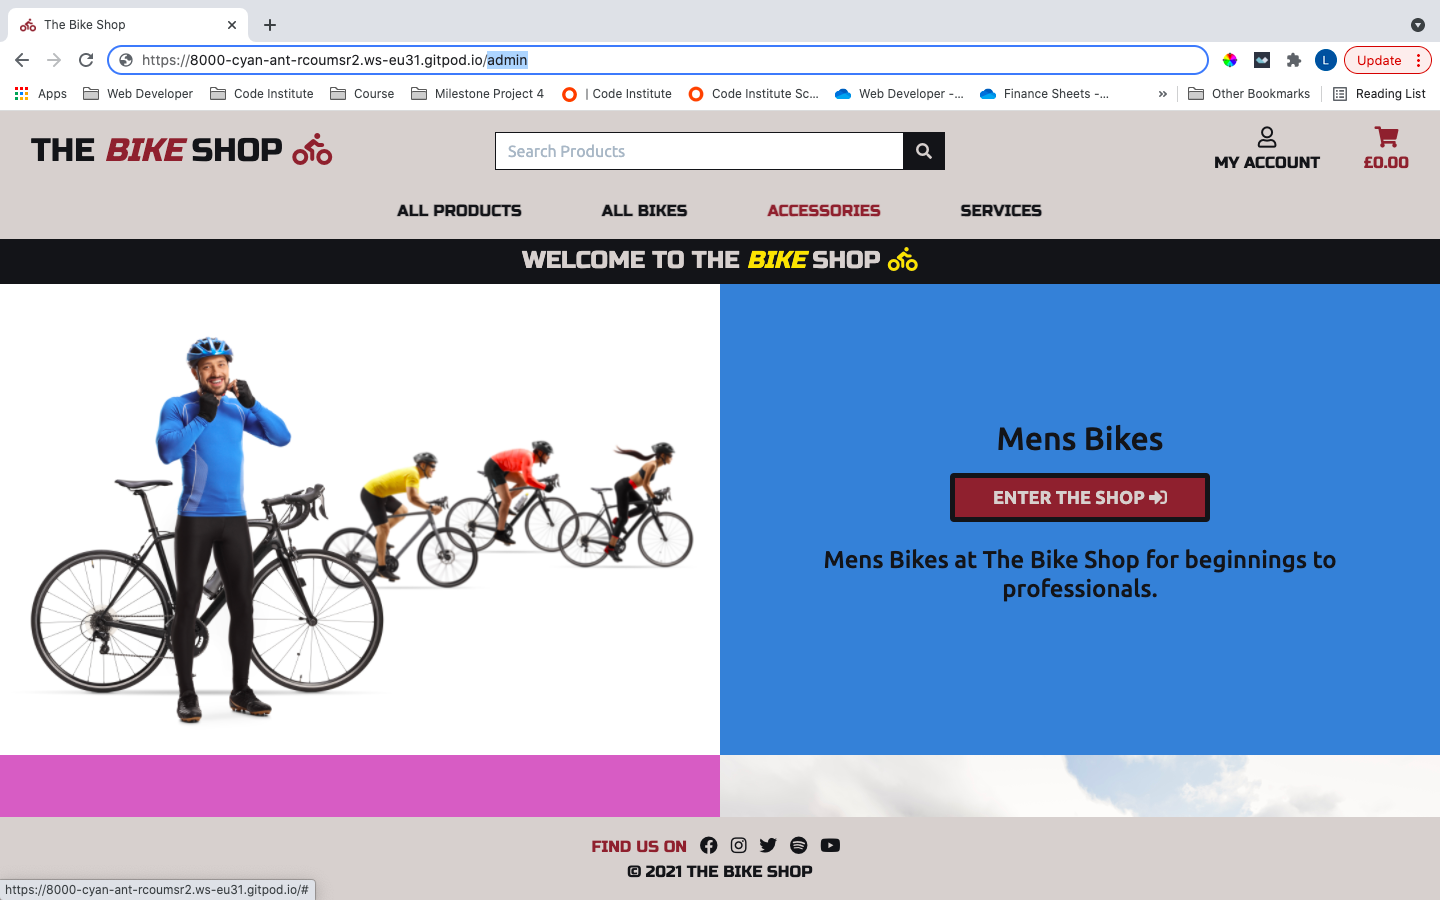 The Bike Shop
https://8000-cyan-ant-rcoumsr2.ws-eu31.gitpod.io/admin
L
Update
Apps
Web Developer
Code Institute
Course
Milestone Project 4
| Code Institute
Code Institute Sc...
Web Developer -...
Finance Sheets -...
»
Other Bookmarks
Reading List
THE BIKE SHOP
Search Products
MY ACCOUNT
£0.00
ALL PRODUCTS
ALL BIKES
ACCESSORIES
SERVICES
WELCOME TO THE BIKE SHOP
Mens Bikes
ENTER THE SHOP
Mens Bikes at The Bike Shop for beginnings to
professionals.
FIND US ON
© 2021 THE BIKE SHOP
https://8000-cyan-ant-rcoumsr2.ws-eu31.gitpod.io/#